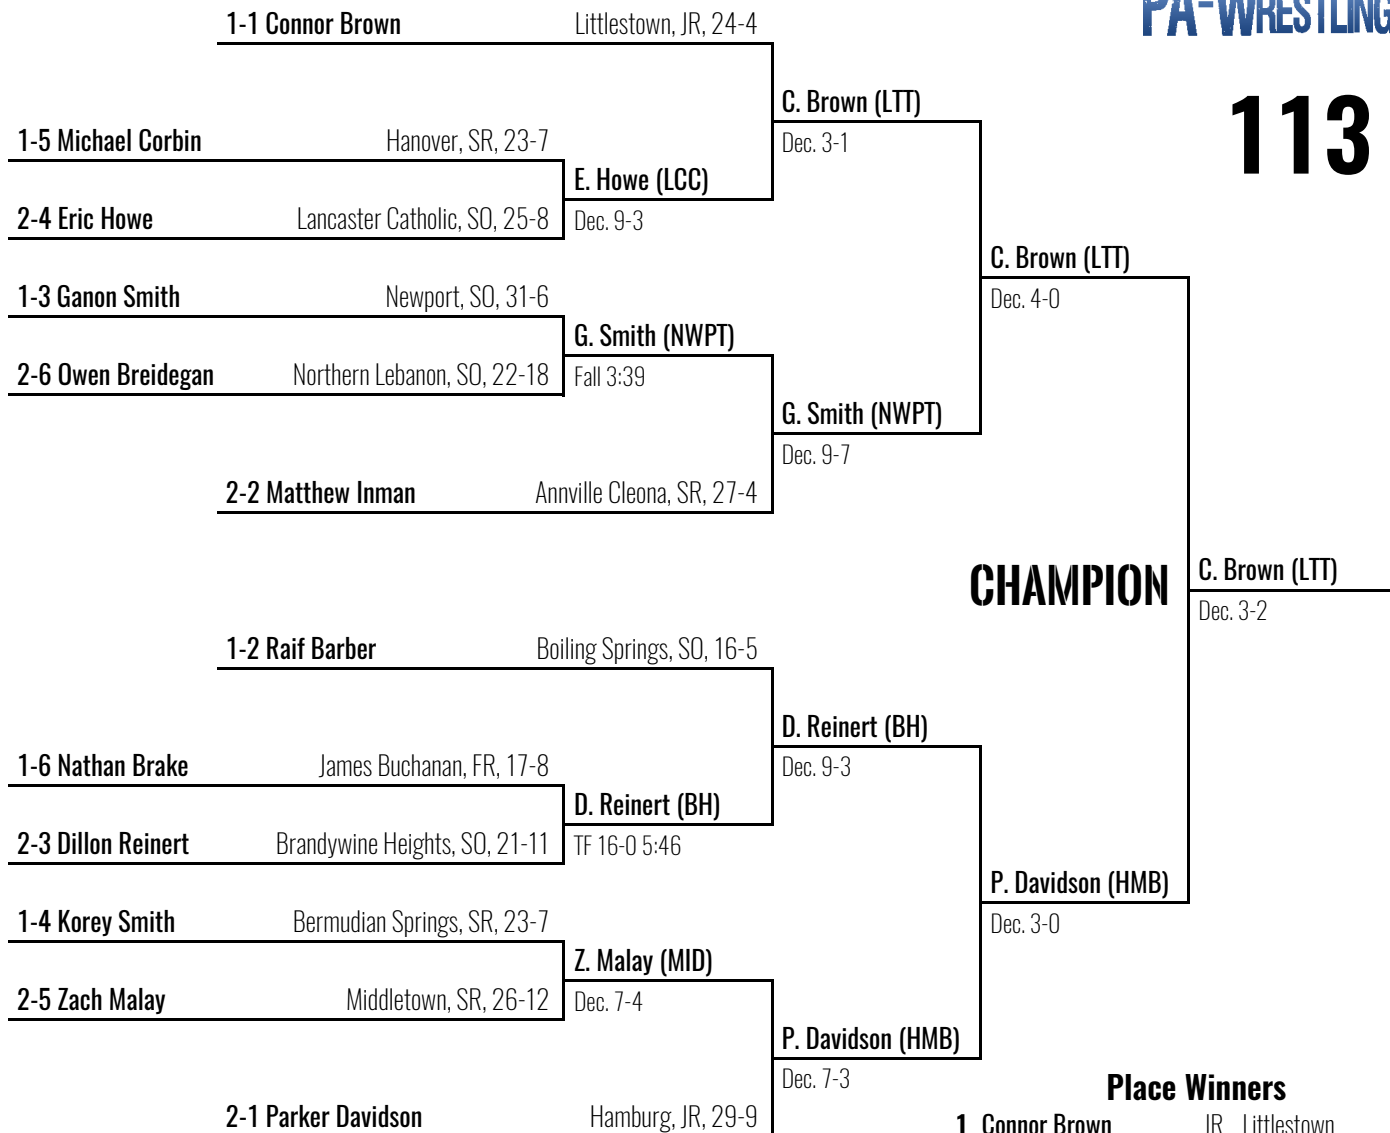 PA-WRESTLING
113
1-1 Connor Brown Littlestown, JR, 24-4
C. Brown (LTT)
Dec. 3-1
1-5 Michael Corbin Hanover, SR, 23-7
E. Howe (LCC)
Dec. 9-3
2-4 Eric Howe Lancaster Catholic, SO, 25-8
C. Brown (LTT)
Dec. 4-0
1-3 Ganon Smith Newport, SO, 31-6
G. Smith (NWPT)
Fall 3:39
2-6 Owen Breidegan Northern Lebanon, SO, 22-18
G. Smith (NWPT)
Dec. 9-7
2-2 Matthew Inman Annville Cleona, SR, 27-4
CHAMPION
C. Brown (LTT)
Dec. 3-2
1-2 Raif Barber Boiling Springs, SO, 16-5
D. Reinert (BH)
Dec. 9-3
1-6 Nathan Brake James Buchanan, FR, 17-8
D. Reinert (BH)
TF 16-0 5:46
2-3 Dillon Reinert Brandywine Heights, SO, 21-11
P. Davidson (HMB)
Dec. 3-0
1-4 Korey Smith Bermudian Springs, SR, 23-7
Z. Malay (MID)
Dec. 7-4
2-5 Zach Malay Middletown, SR, 26-12
P. Davidson (HMB)
Dec. 7-3
2-1 Parker Davidson Hamburg, JR, 29-9
Place Winners
1 Connor Brown JR Littlestown